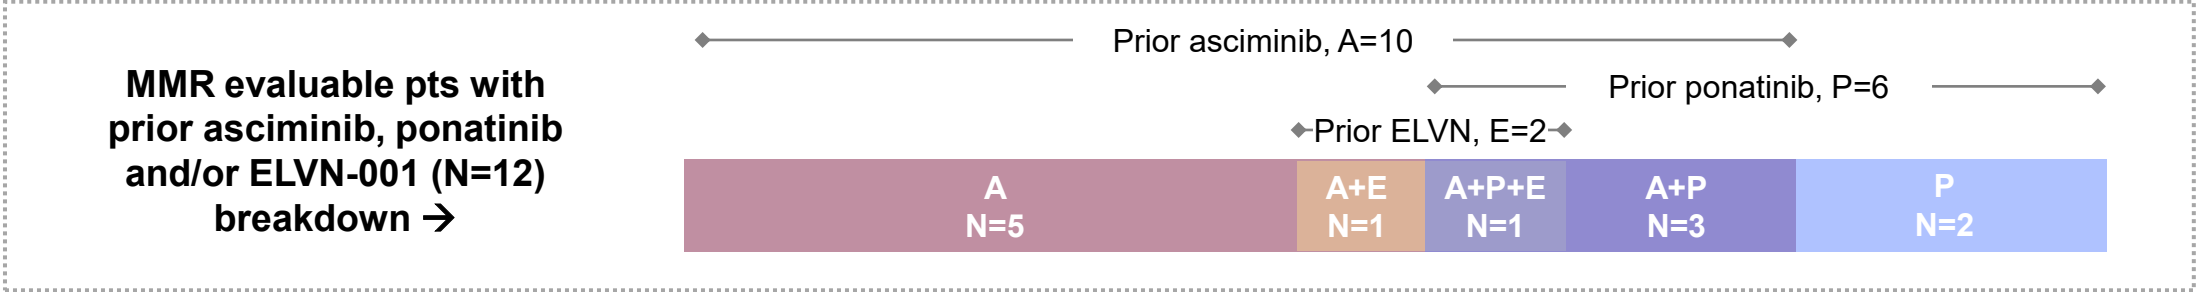 MMR evaluable pts with
prior asciminib, ponatinib
and/or ELVN-001 (N=12)
breakdown →
Prior asciminib, A=10
Prior ponatinib, P=6
Prior ELVN, E=2
A
N=5
A+E
N=1
A+P+E
N=1
A+P
N=3
P
N=2